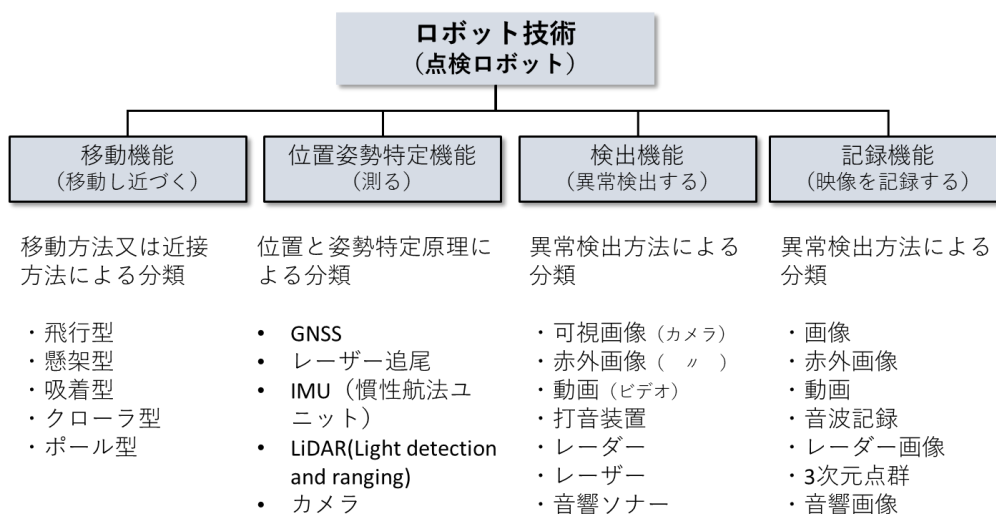 ロボット技術
（点検ロボット）
移動機能
（移動し近づく）
位置姿勢特定機能
（測る）
検出機能
（異常検出する）
記録機能
（映像を記録する）
移動方法又は近接
方法による分類
・飛行型
・懸架型
・吸着型
・クローラ型
・ポール型
位置と姿勢特定原理に
よる分類
• GNSS
• レーザー追尾
• IMU（慣性航法ユ
ニット）
• LiDAR(Light detection
and ranging)
• カメラ
異常検出方法による
分類
・可視画像（カメラ）
・赤外画像（ 〃 ）
・動画（ビデオ）
・打音装置
・レーダー
・レーザー
・音響ソナー
異常検出方法による
分類
・画像
・赤外画像
・動画
・音波記録
・レーダー画像
・3次元点群
・音響画像